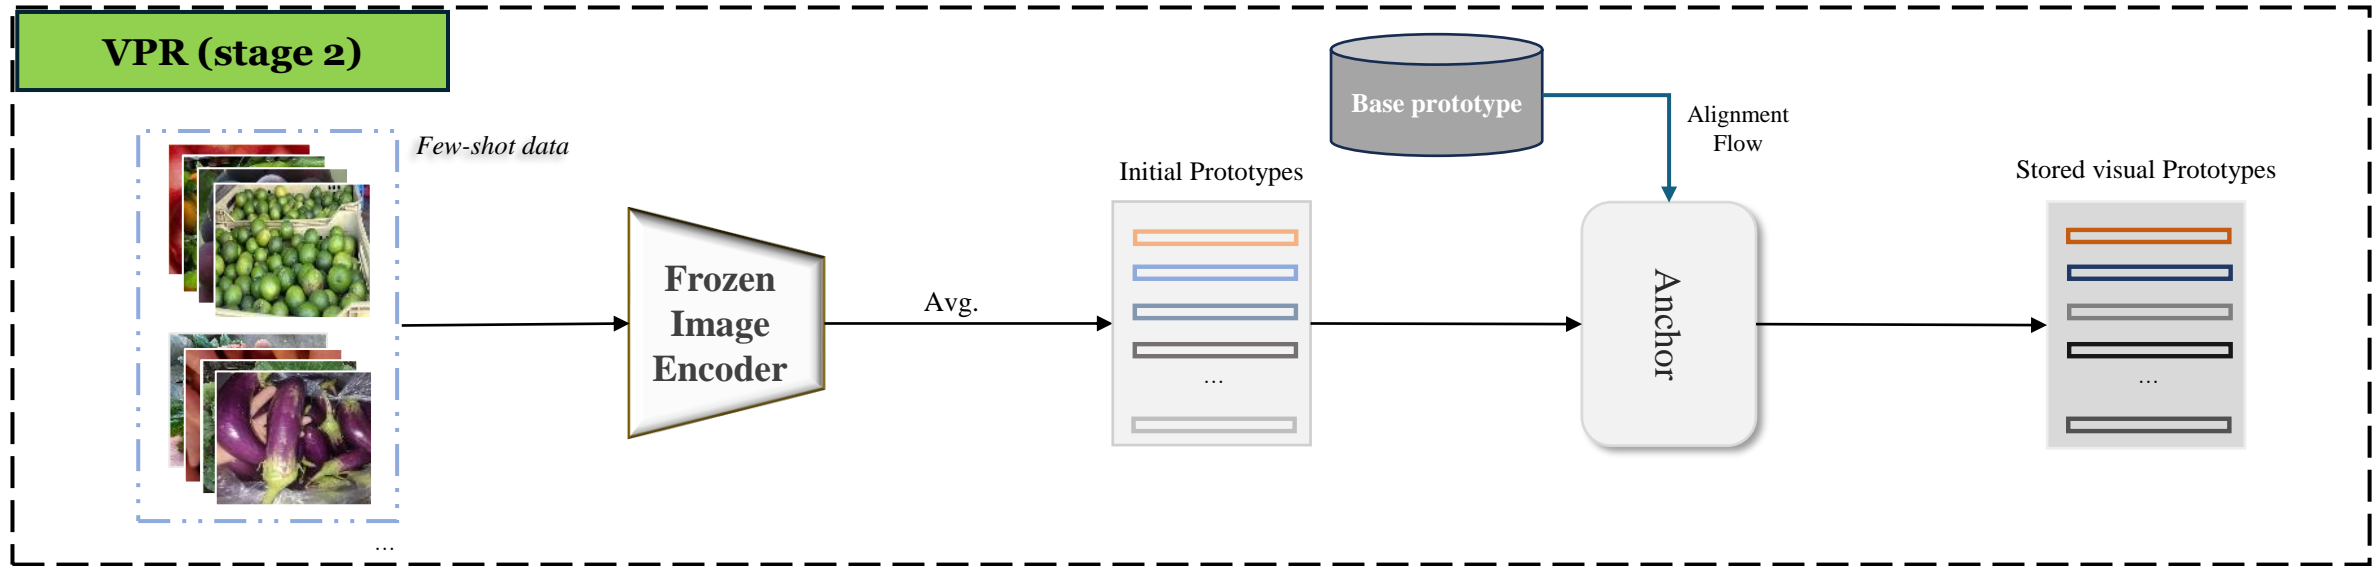 VPR (stage 2)
Few-shot data
...
Frozen
Image
Encoder
Avg.
Initial Prototypes
...
Base prototype
Alignment
Flow
Anchor
Stored visual Prototypes
...